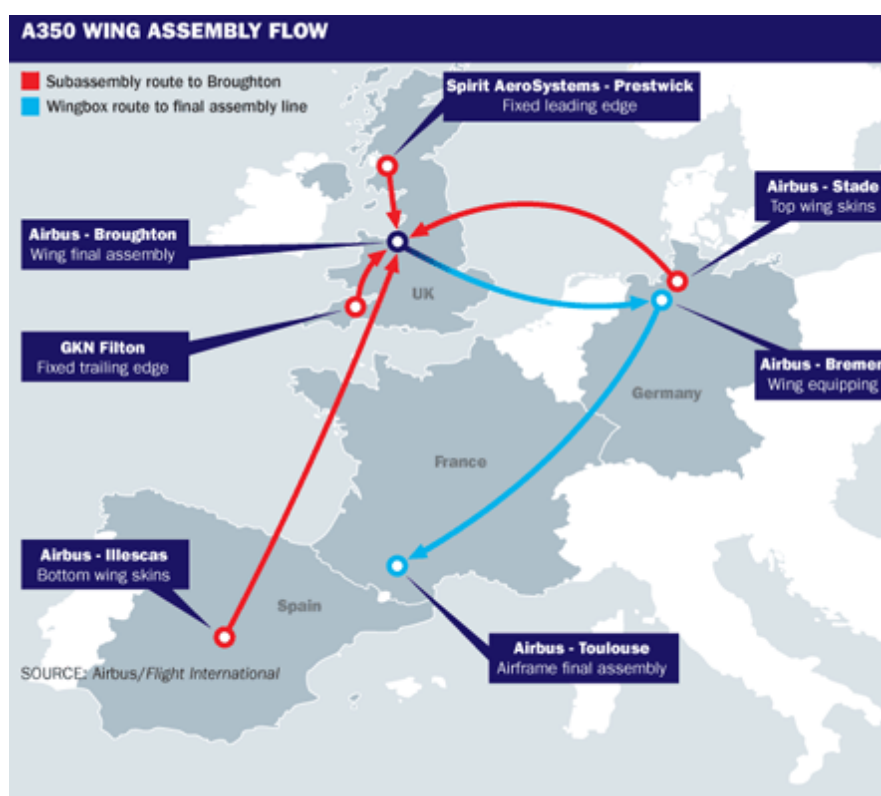 A350 WING ASSEMBLY FLOW
Subassembly route to Broughton
Wingbox route to final assembly line
Spirit AeroSystems - Prestwick
Fixed leading edge
Airbus - Stade
Top wing skins
Airbus - Broughton
Wing final assembly
UK
GKN Filton
Fixed trailing edge
Airbus - Bremen
Wing equipping
Germany
France
Airbus - Illescas
Bottom wing skins
Spain
Airbus - Toulouse
Airframe final assembly
SOURCE: Airbus/Flight International